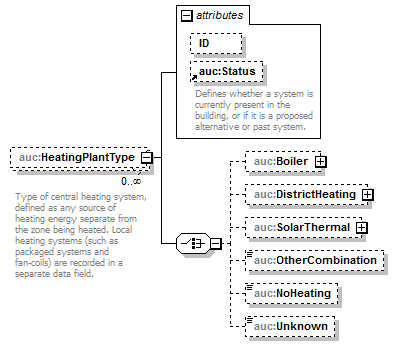 attributes
ID
auc:Status
Defines whether a system is
currently present in the
building, or if it is a proposed
alternative or past system.
auc:HeatingPlantType
0..∞
Type of central heating system,
defined as any source of
heating energy separate from
the zone being heated. Local
heating systems (such as
packaged systems and
fan-coils) are recorded in a
separate data field.
auc:Boiler
auc:DistrictHeating
auc:SolarThermal
auc:OtherCombination
auc:NoHeating
auc:Unknown